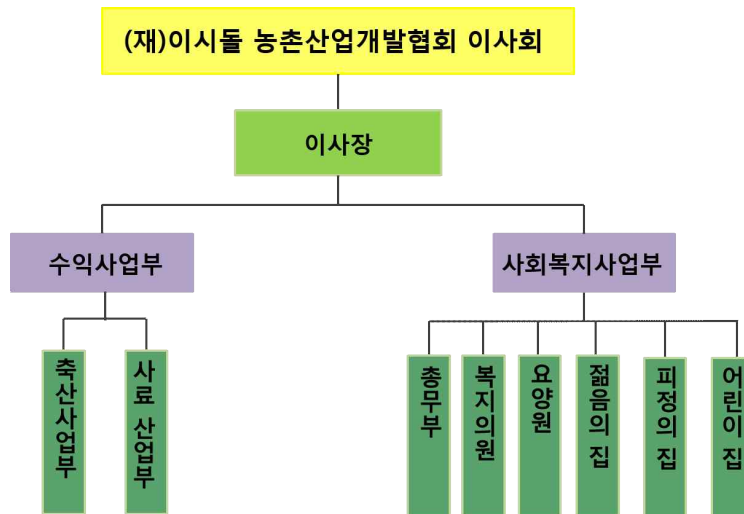 (재)이시돌 농촌산업개발협회 이사회
이사장
수익사업부
사회복지사업부
축산사업부
사료 산업부
총무부
복지의원
요양원
젊음의 집
피정의 집
어린이 집